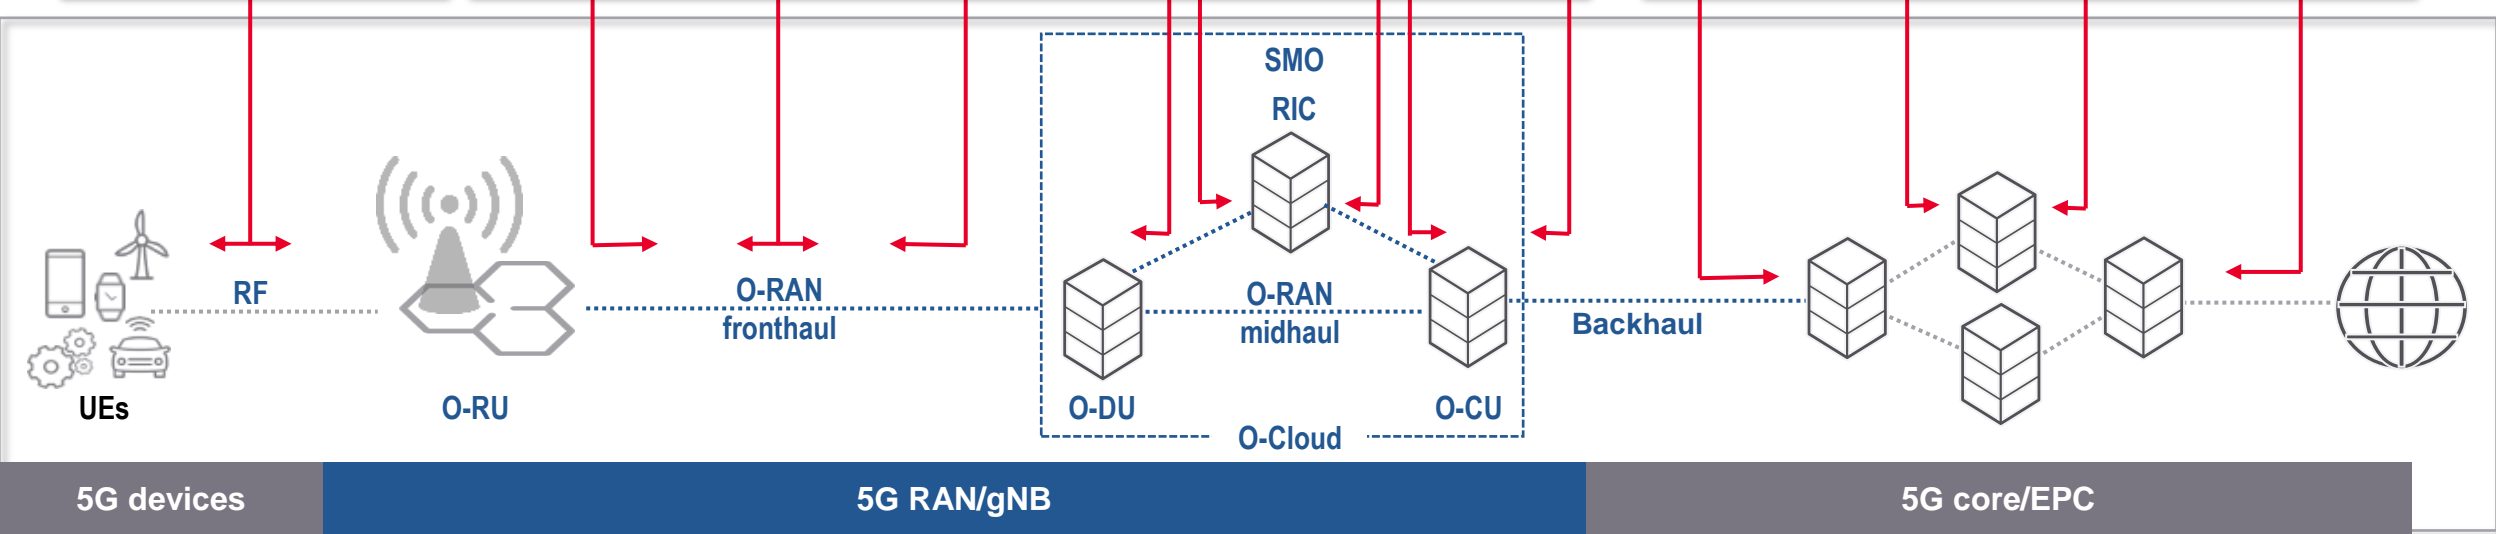 SMO
RIC
RF
O-RAN
fronthaul
O-RAN
midhaul
Backhaul
UEs
O-RU
O-DU
O-CU
O-Cloud
5G devices
5G RAN/gNB
5G core/EPC